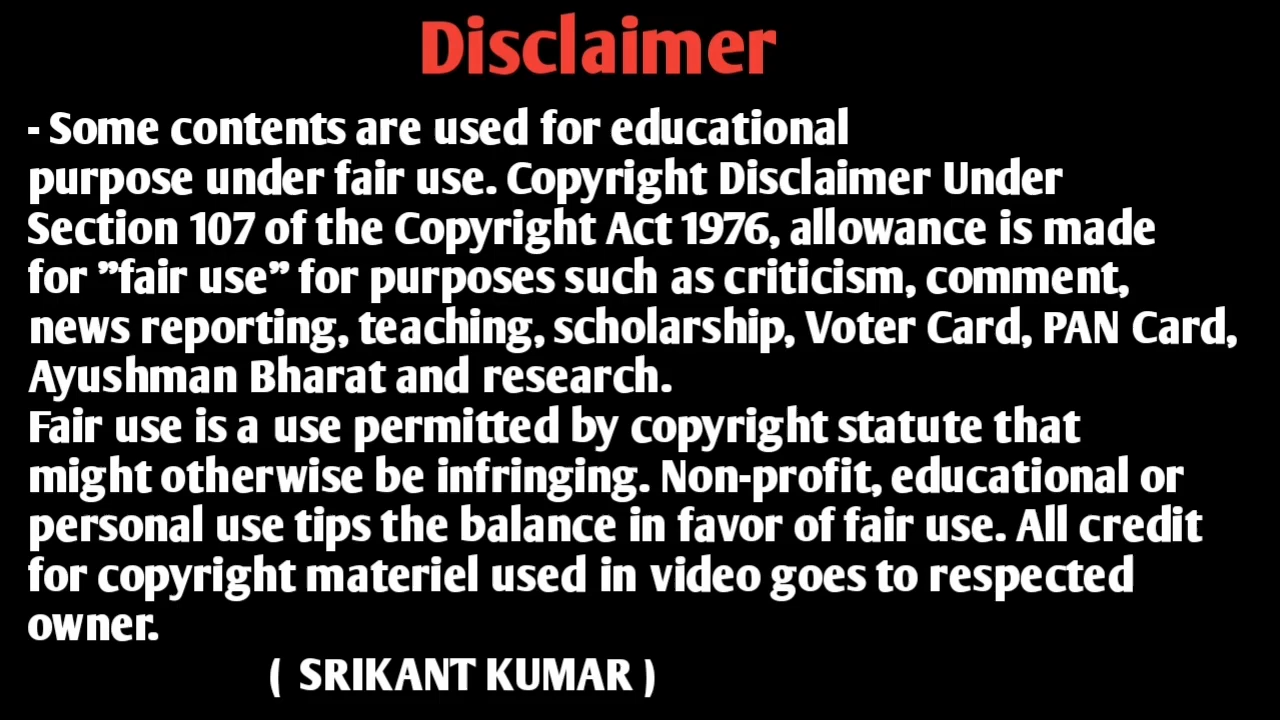 Disclaimer
- Some contents are used for educational
purpose under fair use. Copyright Disclaimer Under
Section 107 of the Copyright Act 1976, allowance is made
for ”fair use” for purposes such as criticism, comment,
news reporting, teaching, scholarship, Voter Card, PAN Card,
Ayushman Bharat and research.
Fair use is a use permitted by copyright statute that
might otherwise be infringing. Non-profit, educational or
personal use tips the balance in favor of fair use. All credit
for copyright materiel used in video goes to respected
owner.
( SRIKANT KUMAR )